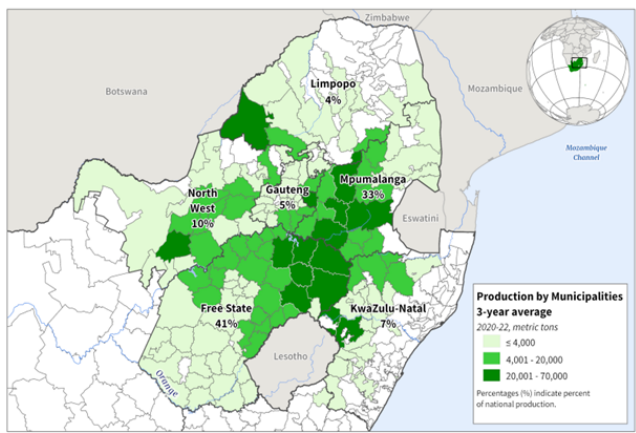 Zimbabwe
Botswana
Limpopo
4%
Mozambique
Mozambique
Channel
Mpumalanga
33%
North
West
10%
Gauteng
5%
Eswatini
Free State
41%
KwaZulu-Natal
7%
Lesotho
Orange
Production by Municipalities
3-year average
2020-22, metric tons
≤ 4,000
4,001 - 20,000
20,001 - 70,000
Percentages (%) indicate percent
of national production.